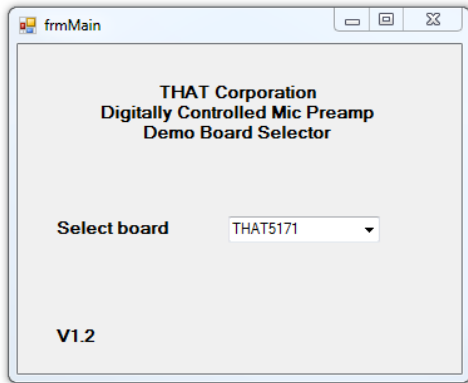 frmMain
THAT Corporation
Digitally Controlled Mic Preamp
Demo Board Selector
Select board THAT5171
V1.2